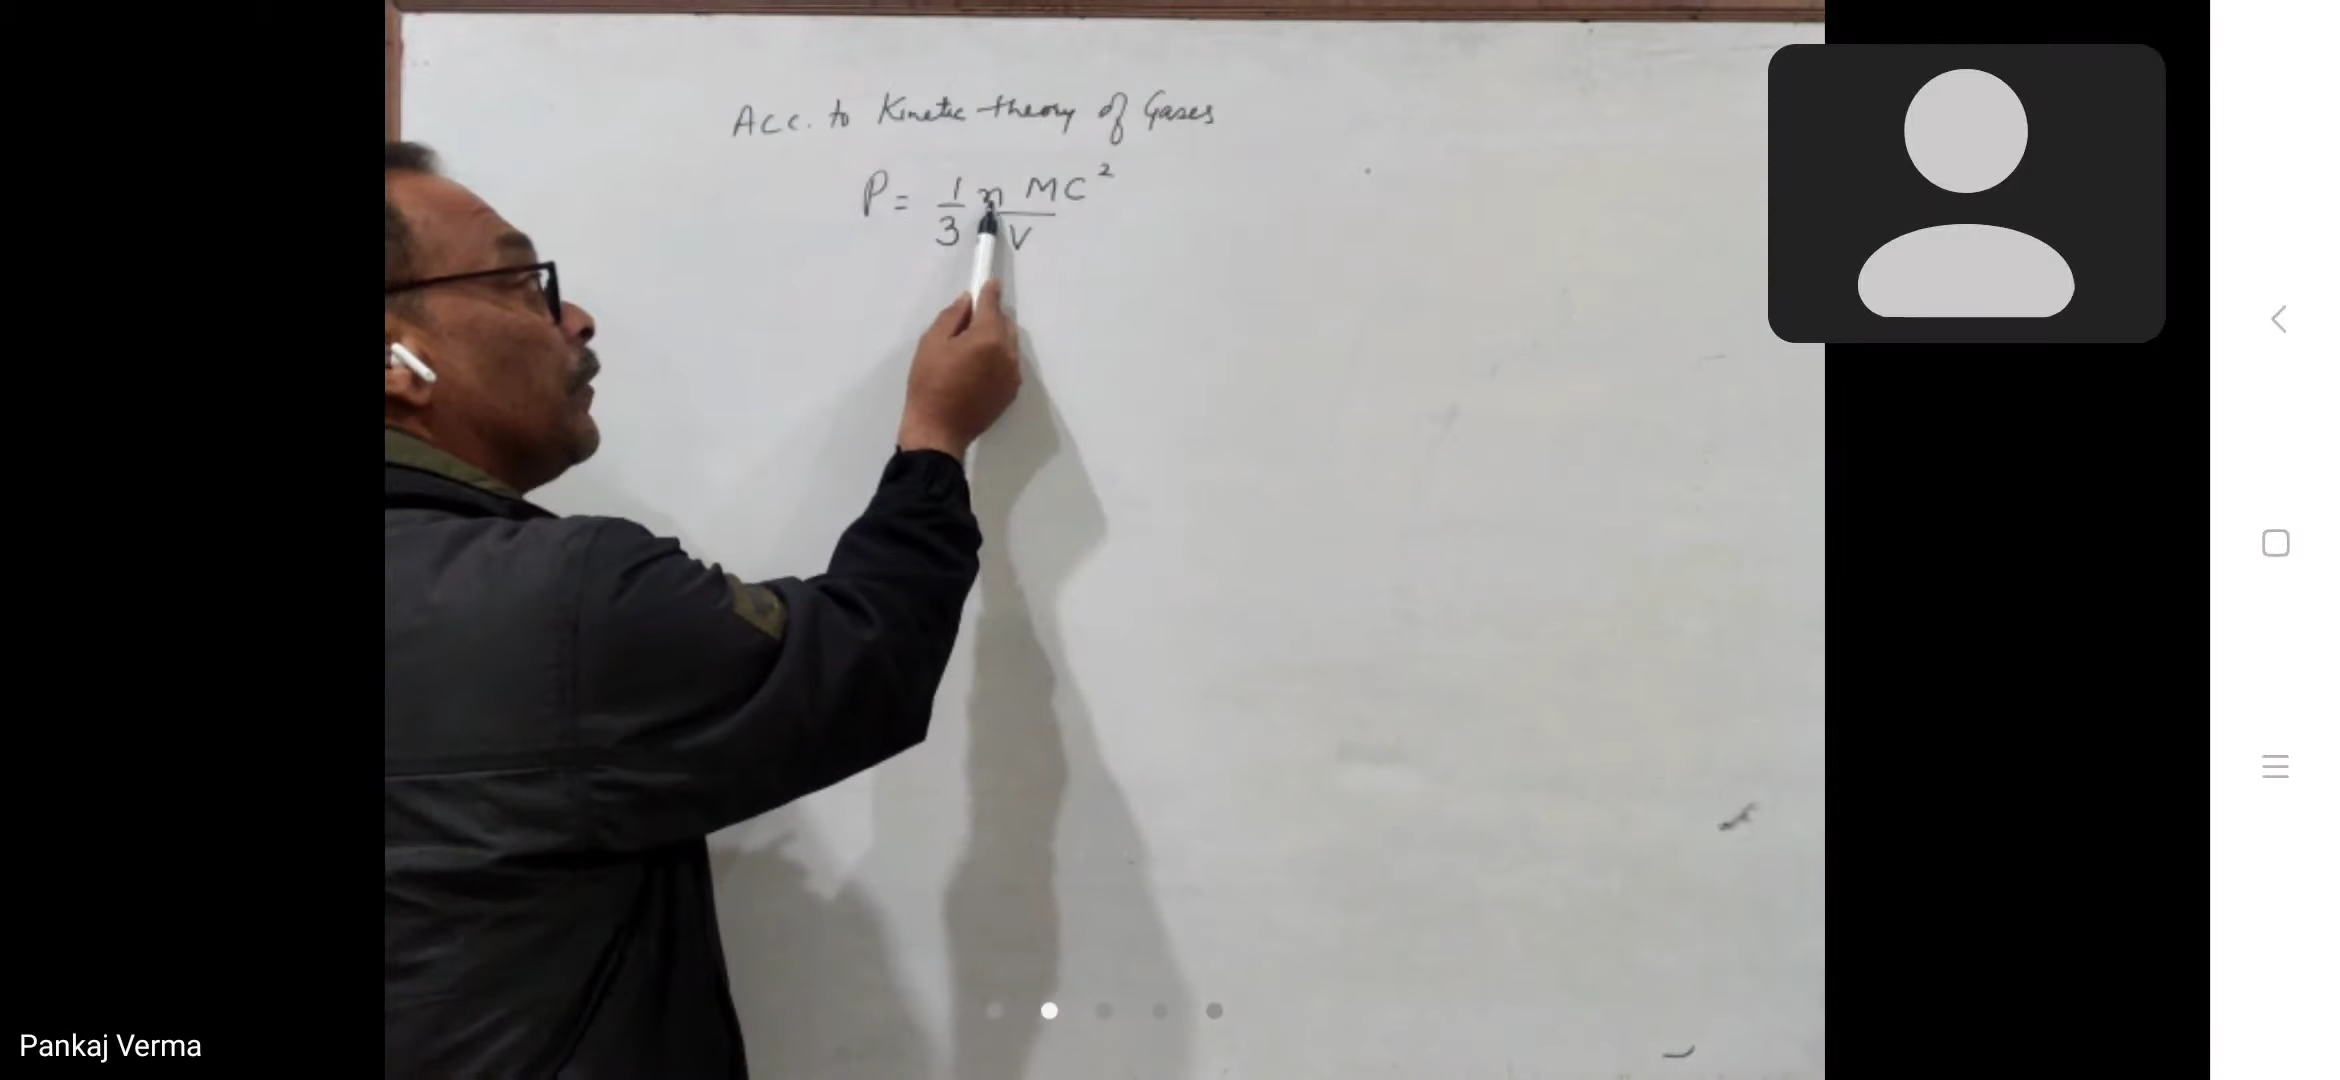 Acc. to Kinetic theory of Gases
P = 1/3 n MC² / V
Pankaj Verma